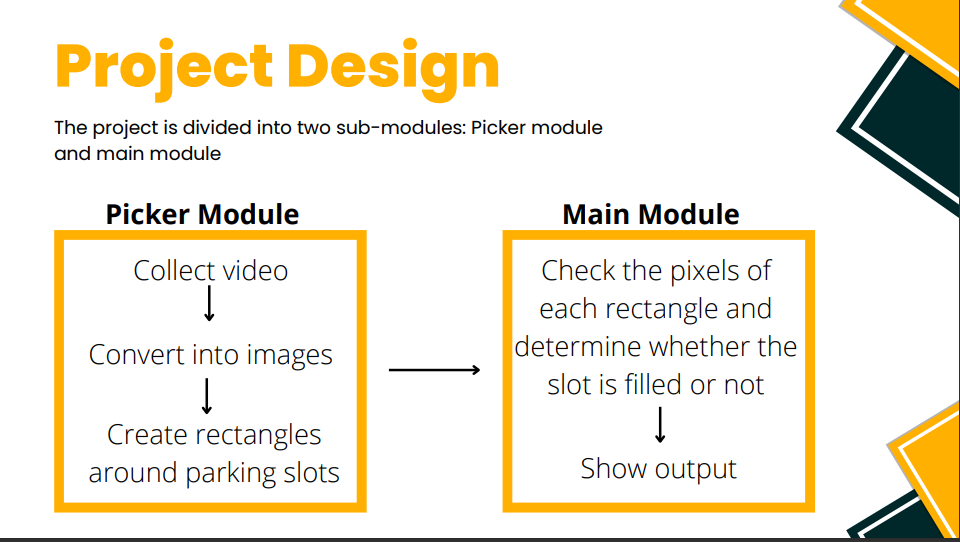 Project Design
The project is divided into two sub-modules: Picker module
and main module
Picker Module
Collect video
Convert into images
Create rectangles
around parking slots
Main Module
Check the pixels of
each rectangle and
determine whether the
slot is filled or not
Show output